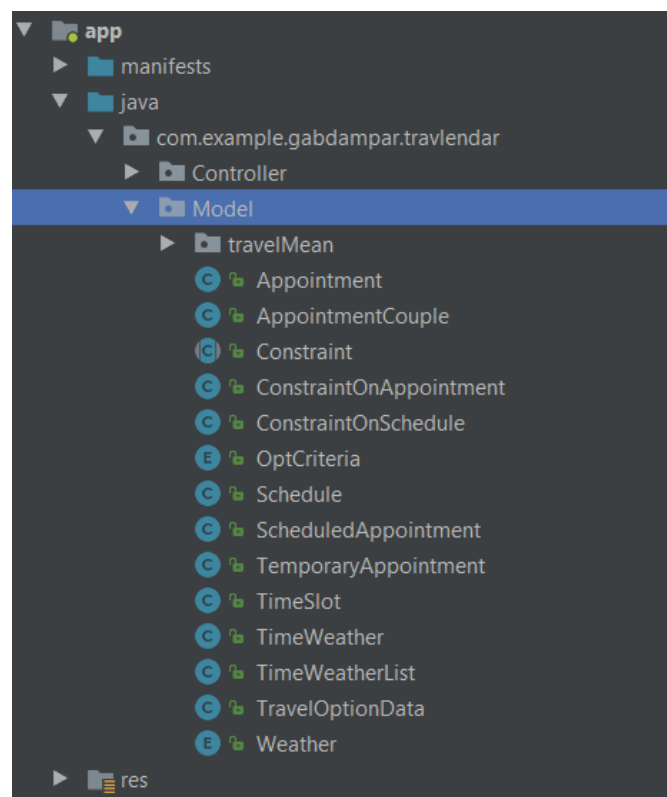 app
manifests
java
com.example.gabdampar.travlendar
Controller
Model
travelMean
C Appointment
C AppointmentCouple
C Constraint
C ConstraintOnAppointment
C ConstraintOnSchedule
E OptCriteria
C Schedule
C ScheduledAppointment
C TemporaryAppointment
C TimeSlot
C TimeWeather
C TimeWeatherList
C TravelOptionData
E Weather
res